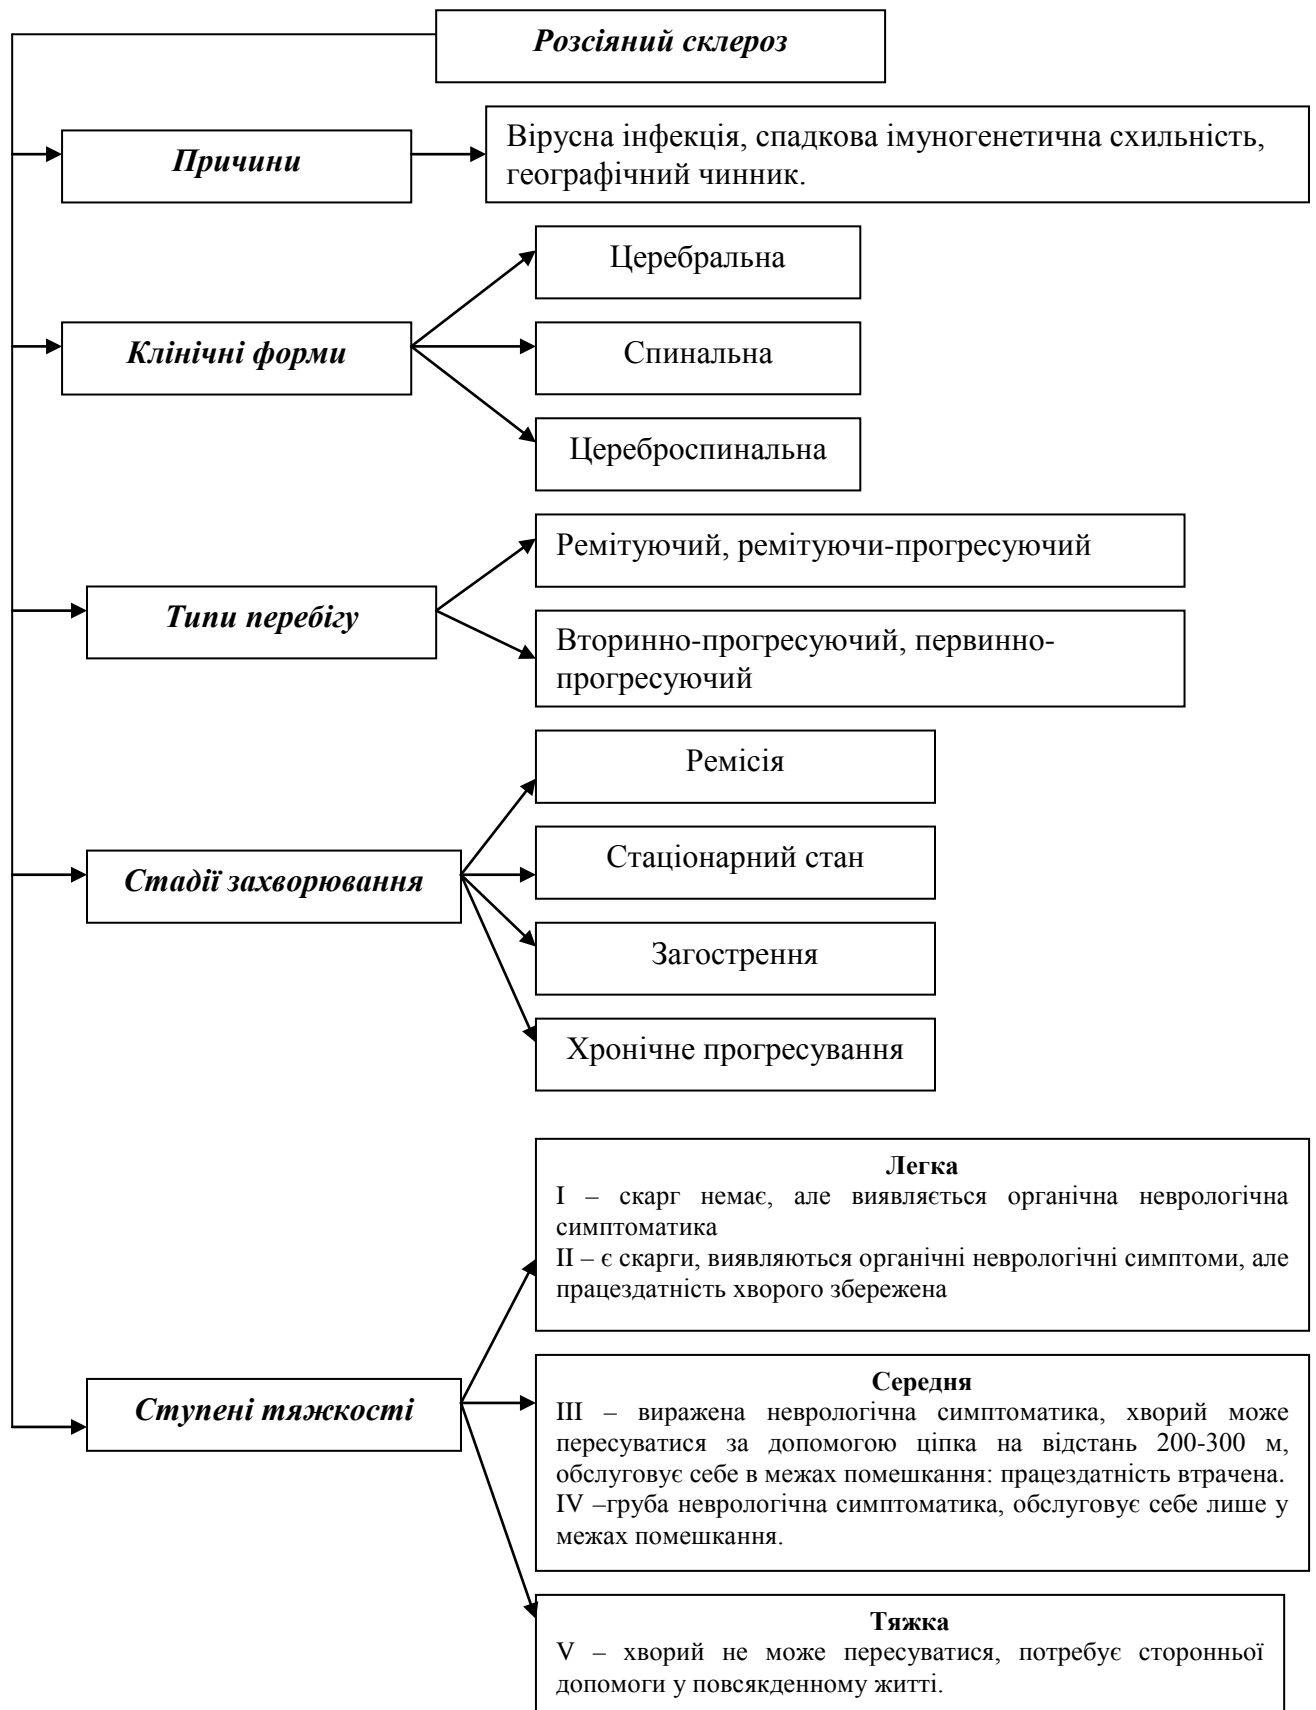 Розсіяний склероз
Причини
Вірусна інфекція, спадкова імуногенетична схильність,
географічний чинник.
Клінічні форми
Церебральна
Спинальна
Цереброспинальна
Типи перебігу
Ремітуючий, ремітуючи-прогресуючий
Вторинно-прогресуючий, первинно-
прогресуючий
Стадії захворювання
Ремісія
Стаціонарний стан
Загострення
Хронічне прогресування
Ступені тяжкості
Легка
I – скарг немає, але виявляється органічна неврологічна
симптоматика
II – є скарги, виявляються органічні неврологічні симптоми, але
працездатність хворого збережена
Середня
III – виражена неврологічна симптоматика, хворий може
пересуватися за допомогою ціпка на відстань 200-300 м,
обслуговує себе в межах помешкання: працездатність втрачена.
IV –груба неврологічна симптоматика, обслуговує себе лише у
межах помешкання.
Тяжка
V – хворий не може пересуватися, потребує сторонньої
допомоги у повсякденному житті.